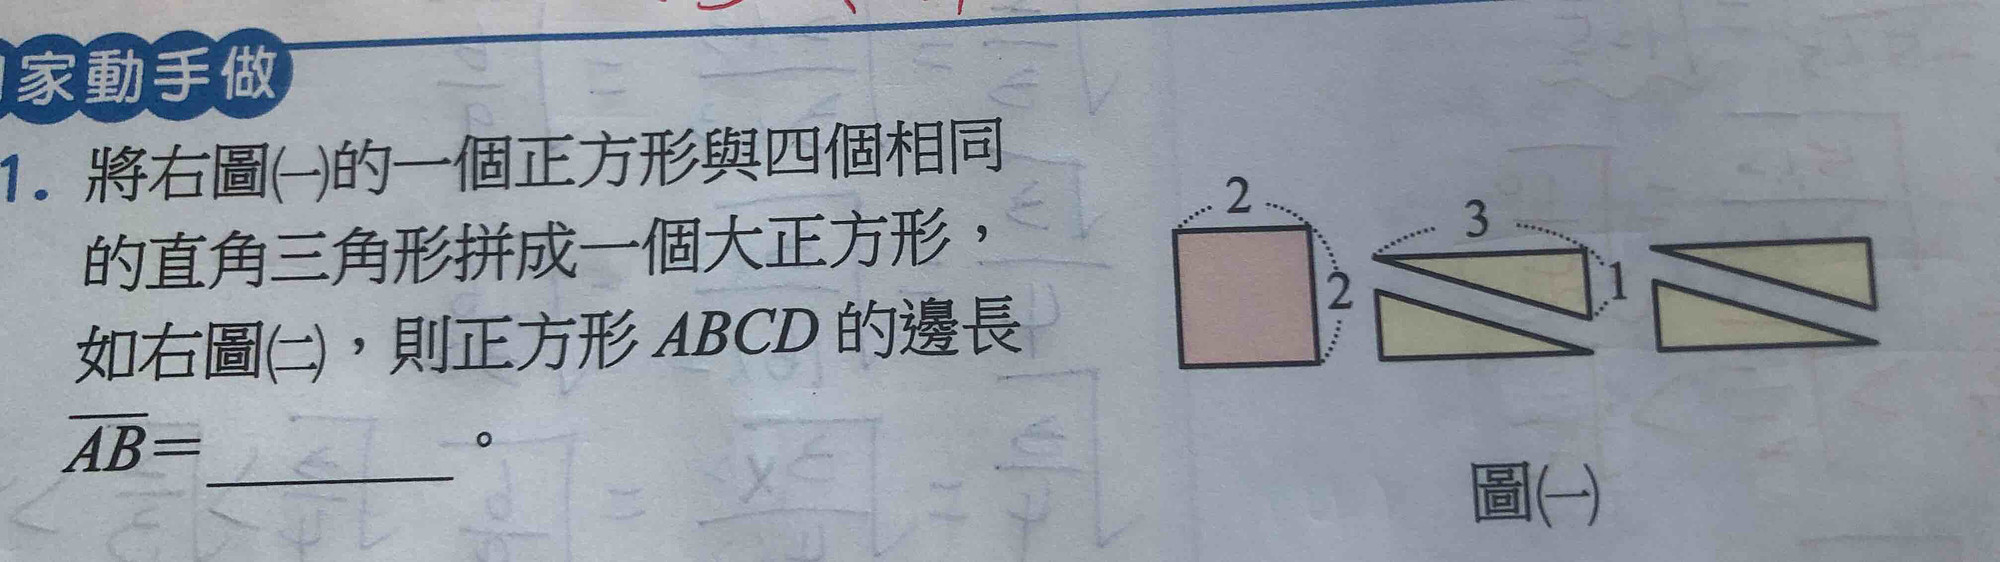 家動手做
1. 將右圖㈠的一個正方形與四個相同
的直角三角形拼成一個大正方形，
如右圖㈡，則正方形 ABCD 的邊長
AB＝ 。
2
2
3
1
圖㈠